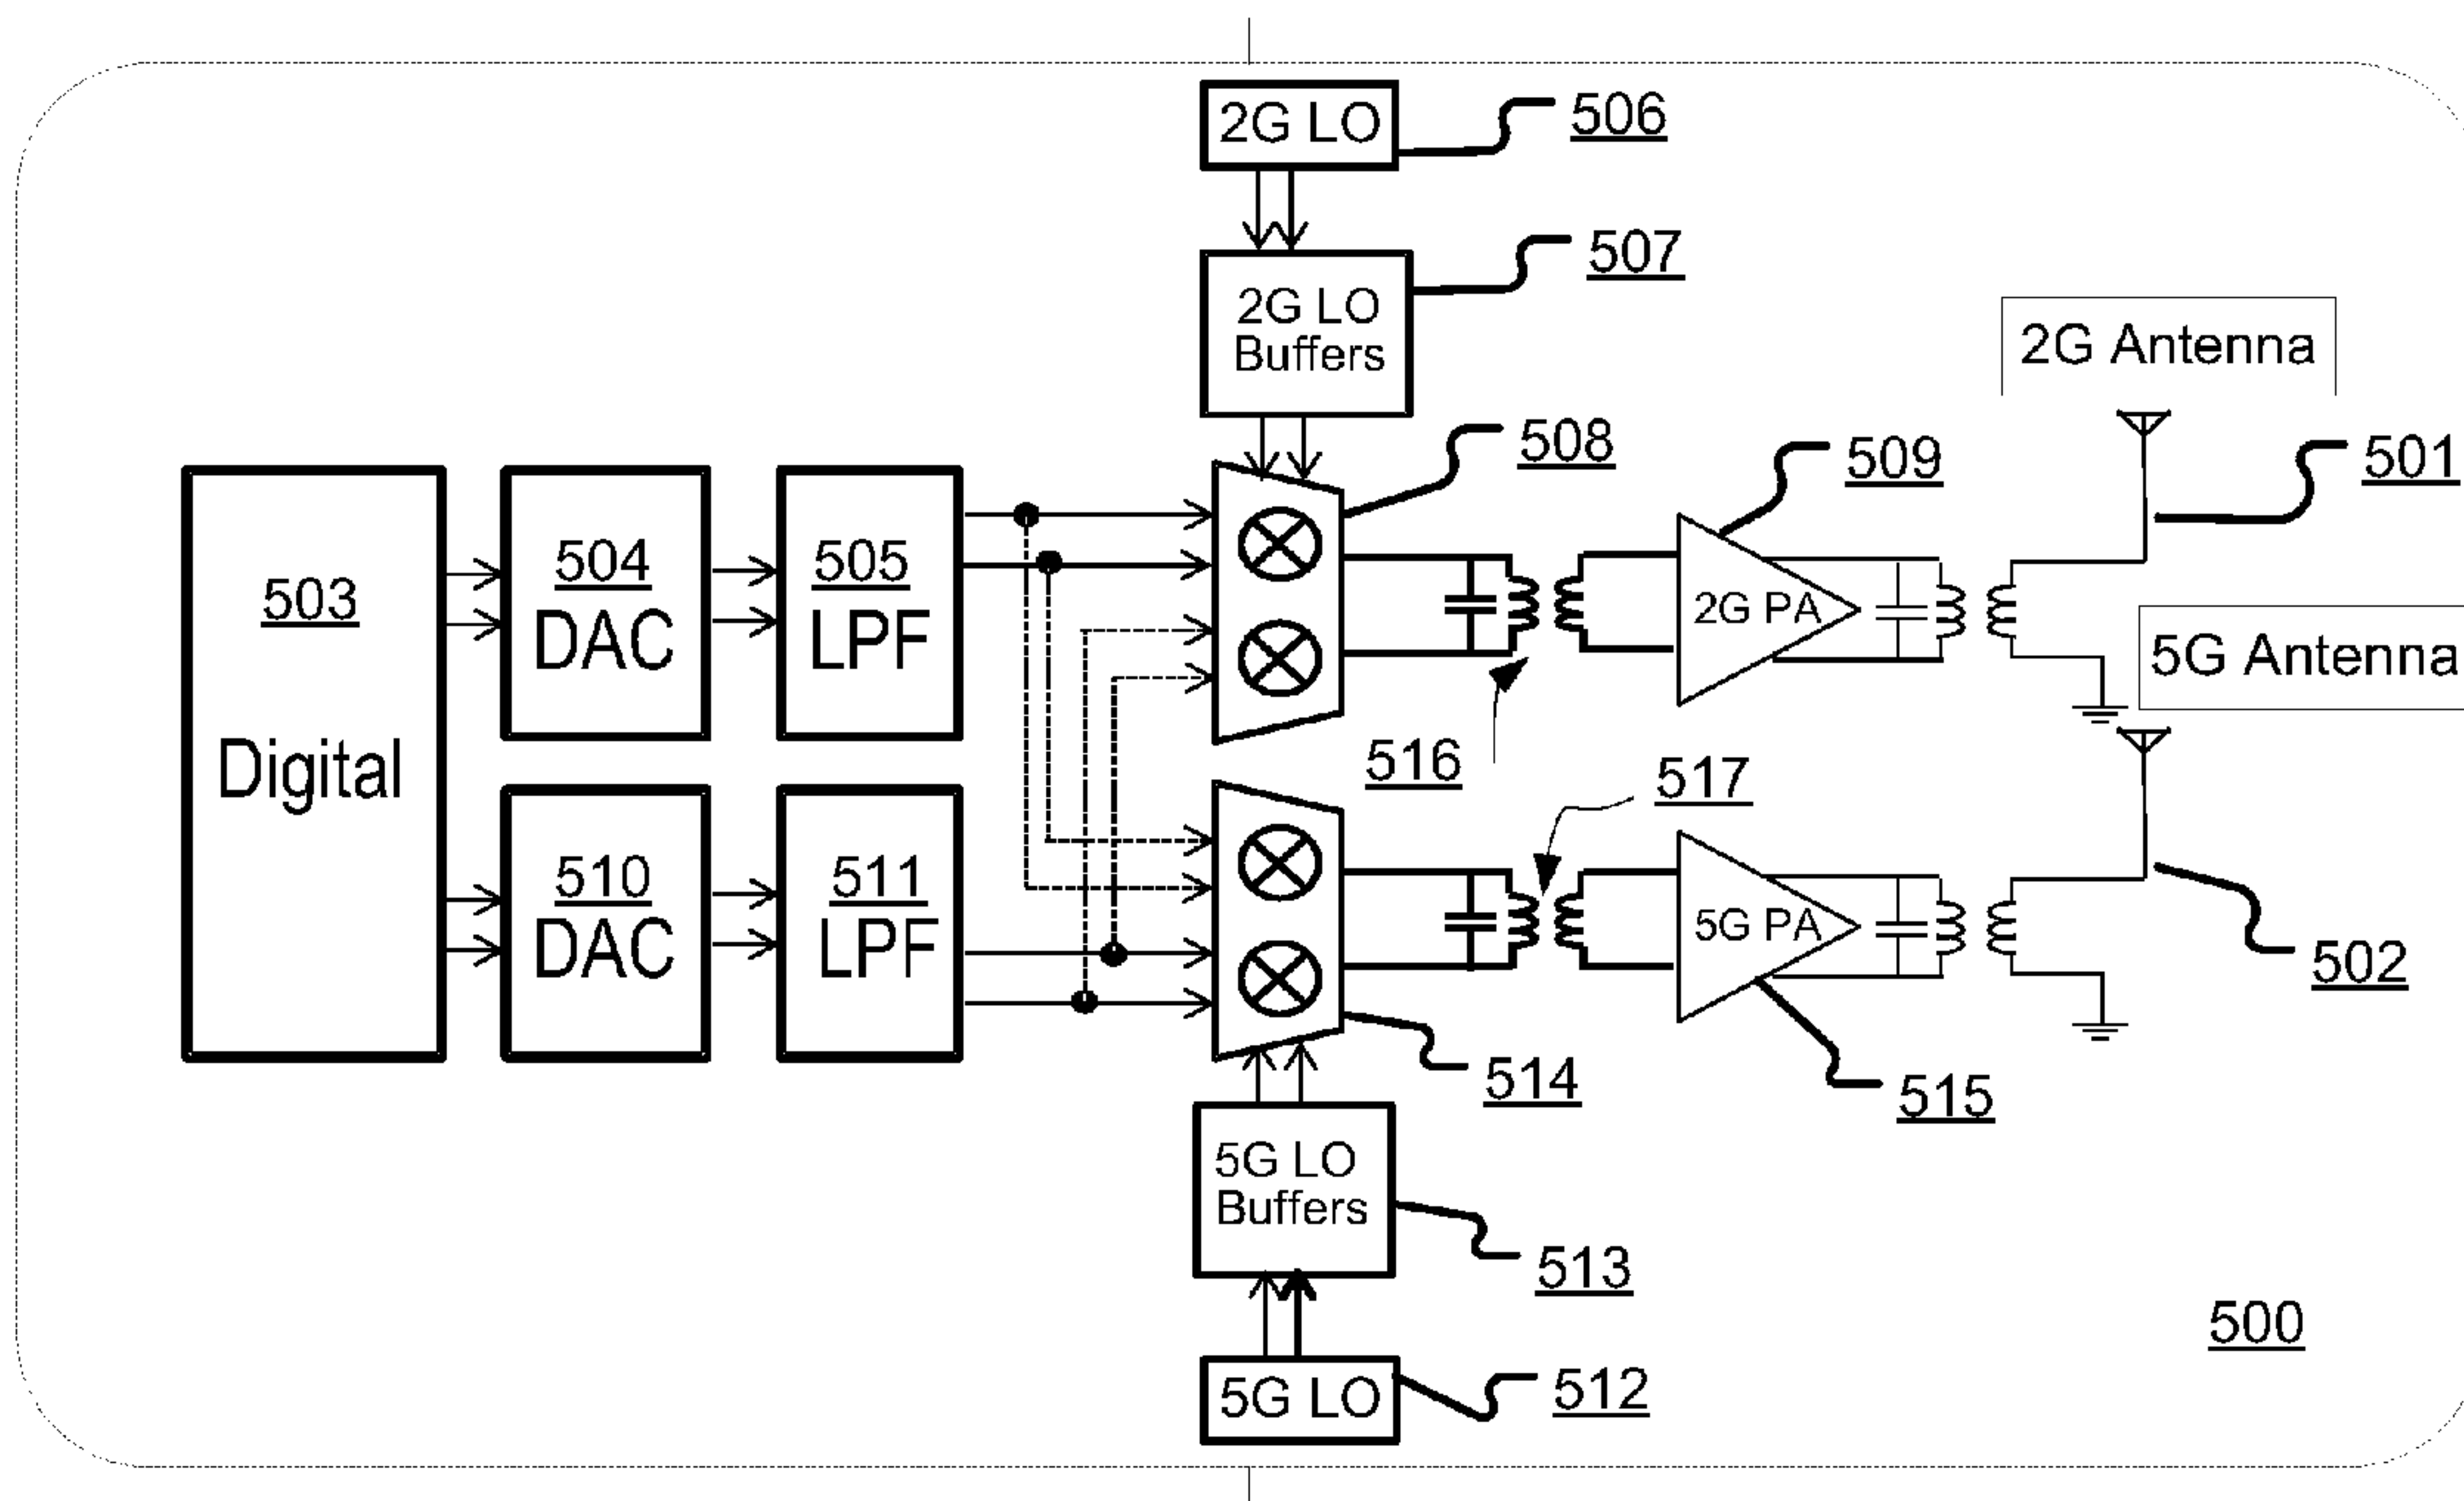 2G LO
506
2G LO
Buffers
507
2G Antenna
508
509
501
503
Digital
504
DAC
505
LPF
2G PA
5G Antenna
516
517
510
DAC
511
LPF
5G PA
502
514
515
5G LO
Buffers
513
5G LO
512
500